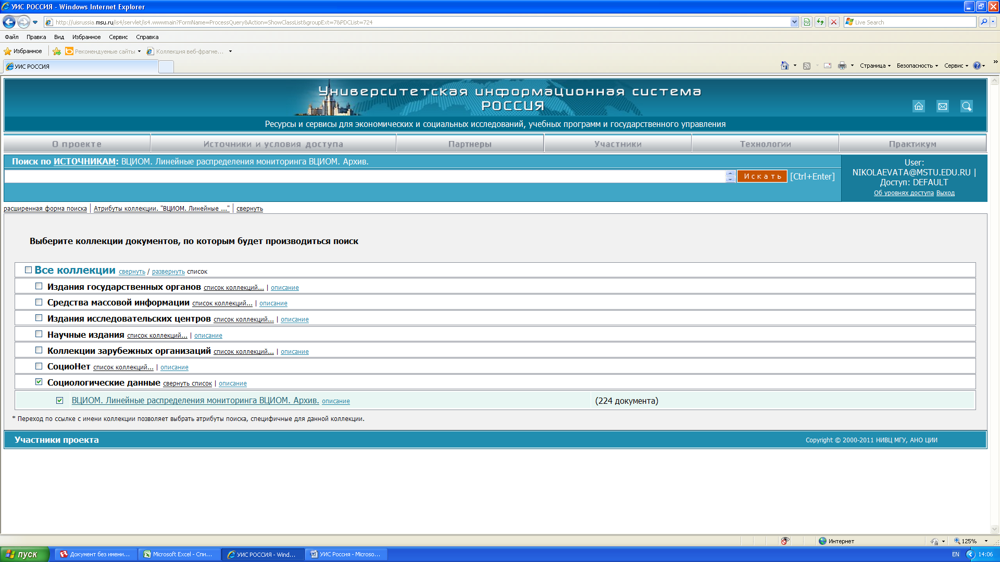 УИС РОССИЯ - Windows Internet Explorer
http://uisrussia.msu.ru/is4/servlet/is4.wwwmain?FormName=ProcessQuery&Action=ShowClassList&groupExt=7&PDCList=724
Live Search
Файл Правка Вид Избранное Сервис Справка
Избранное Рекомендуемые сайты Коллекция веб-фрагме...
УИС РОССИЯ
Страница Безопасность Сервис
Университетская информационная система
РОССИЯ
Ресурсы и сервисы для экономических и социальных исследований, учебных программ и государственного управления
О проекте Источники и условия доступа Партнеры Участники Технологии Практикум
Поиск по ИСТОЧНИКАМ: ВЦИОМ. Линейные распределения мониторинга ВЦИОМ. Архив.
Искать [Ctrl+Enter]
User:
NIKOLAEVATA@MSTU.EDU.RU |
Доступ: DEFAULT
Об уровнях доступа Выход
расширенная форма поиска | Атрибуты коллекции. "ВЦИОМ. Линейные ..." | свернуть
Выберите коллекции документов, по которым будет производиться поиск
Все коллекции свернуть / развернуть список
Издания государственных органов список коллекций... | описание
Средства массовой информации список коллекций... | описание
Издания исследовательских центров список коллекций... | описание
Научные издания список коллекций... | описание
Коллекции зарубежных организаций список коллекций... | описание
СоциоНет список коллекций... | описание
Социологические данные свернуть список | описание
ВЦИОМ. Линейные распределения мониторинга ВЦИОМ. Архив. описание (224 документа)
* Переход по ссылке с имени коллекции позволяет выбрать атрибуты поиска, специфичные для данной коллекции.
Участники проекта Copyright © 2000-2011 НИВЦ МГУ, АНО ЦИИ
Интернет 125%
пуск Документ без имени... Microsoft Excel - Спи... УИС РОССИЯ - Wind... УИС Россия - Microso... EN 14:06